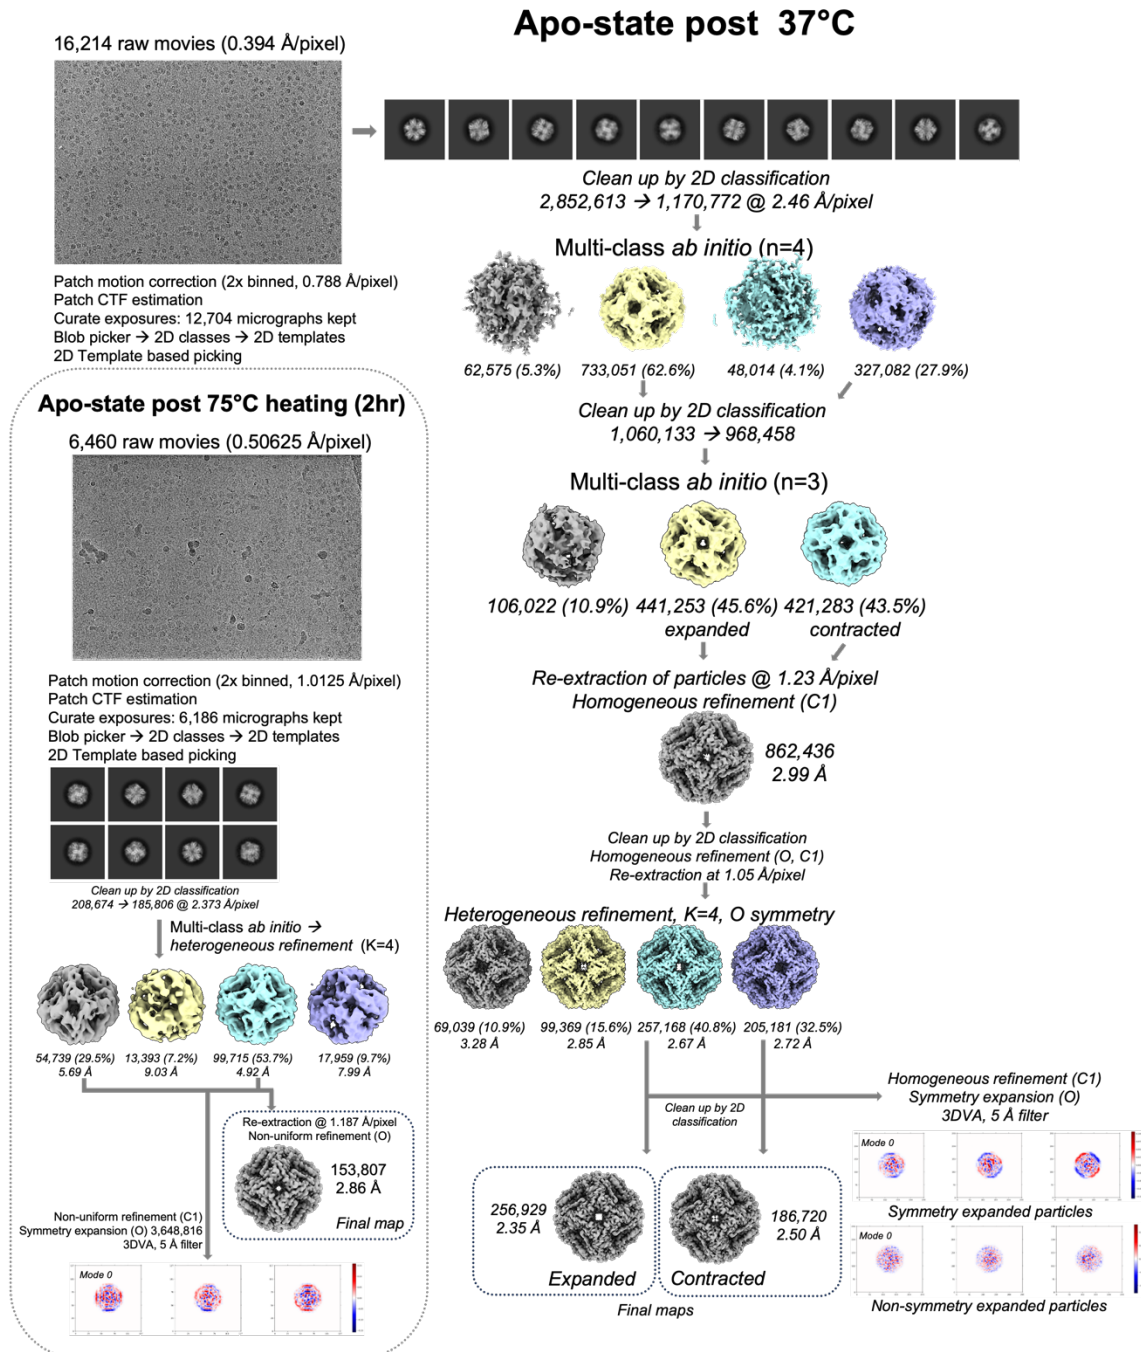 Apo-state post 37°C
16,214 raw movies (0.394 Å/pixel)
Patch motion correction (2x binned, 0.788 Å/pixel)
Patch CTF estimation
Curate exposures: 12,704 micrographs kept
Blob picker → 2D classes → 2D templates
2D Template based picking
Clean up by 2D classification
2,852,613 → 1,170,772 @ 2.46 Å/pixel
Multi-class ab initio (n=4)
62,575 (5.3%) 733,051 (62.6%) 48,014 (4.1%) 327,082 (27.9%)
Clean up by 2D classification
1,060,133 → 968,458
Multi-class ab initio (n=3)
106,022 (10.9%) 441,253 (45.6%) 421,283 (43.5%)
expanded contracted
Re-extraction of particles @ 1.23 Å/pixel
Homogeneous refinement (C1)
862,436
2.99 Å
Clean up by 2D classification
Homogeneous refinement (O, C1)
Re-extraction at 1.05 Å/pixel
Heterogeneous refinement, K=4, O symmetry
69,039 (10.9%) 99,369 (15.6%) 257,168 (40.8%) 205,181 (32.5%)
3.28 Å 2.85 Å 2.67 Å 2.72 Å
Clean up by 2D
classification
Homogeneous refinement (C1)
Symmetry expansion (O)
3DVA, 5 Å filter
Mode 0
Symmetry expanded particles
Mode 0
Non-symmetry expanded particles
256,929
2.35 Å
Expanded
186,720
2.50 Å
Contracted
Final maps
Apo-state post 75°C heating (2hr)
6,460 raw movies (0.50625 Å/pixel)
Patch motion correction (2x binned, 1.0125 Å/pixel)
Patch CTF estimation
Curate exposures: 6,186 micrographs kept
Blob picker → 2D classes → 2D templates
2D Template based picking
Clean up by 2D classification
208,674 → 185,806 @ 2.373 Å/pixel
Multi-class ab initio →
heterogeneous refinement (K=4)
54,739 (29.5%) 13,393 (7.2%) 99,715 (53.7%) 17,959 (9.7%)
5.69 Å 9.03 Å 4.92 Å 7.99 Å
Re-extraction @ 1.187 Å/pixel
Non-uniform refinement (O)
153,807
2.86 Å
Final map
Non-uniform refinement (C1)
Symmetry expansion (O) 3,648,816
3DVA, 5 Å filter
Mode 0